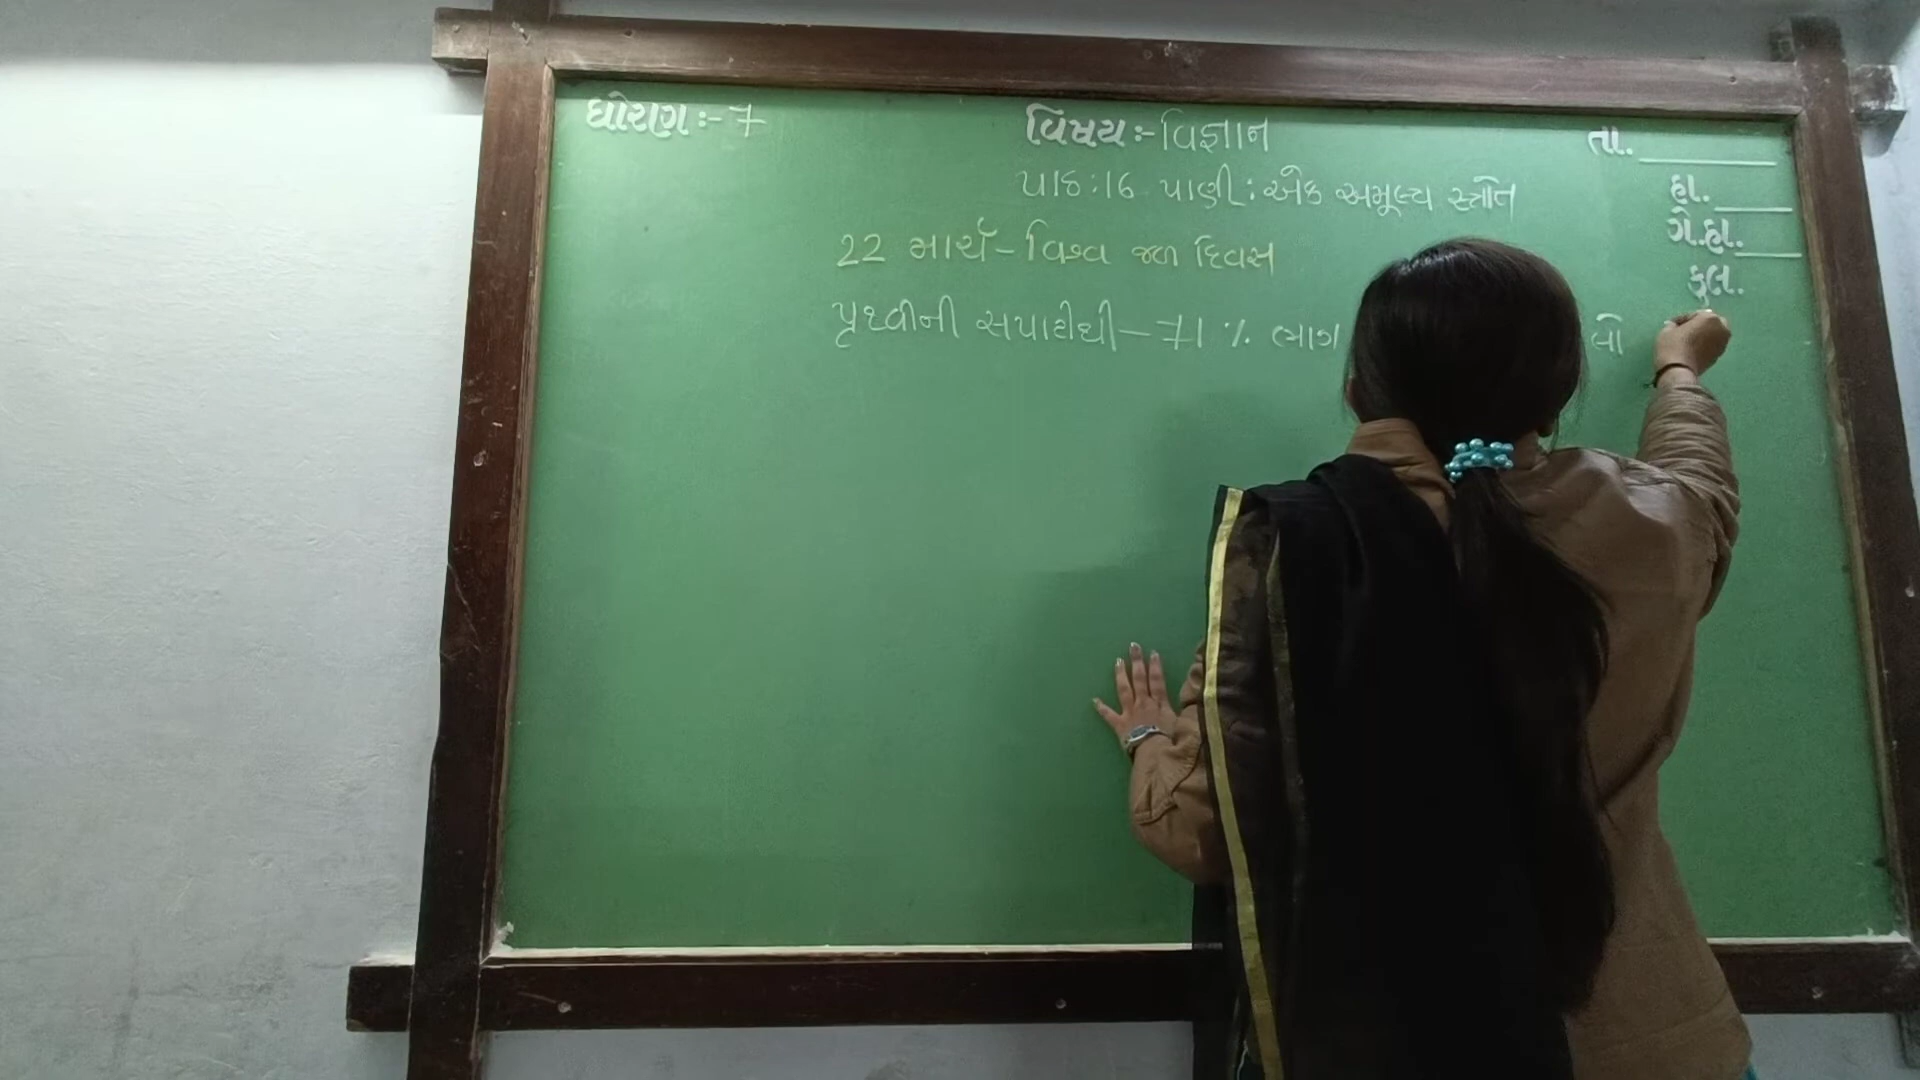 ધોરણ :- 7
વિષય :- વિજ્ઞાન
તા.
પાઠ : 16 પાણી : એક અમૂલ્ય સ્ત્રોત
હા.
ગે.હા.
કુલ.
22 માર્ચ - વિશ્વ જળ દિવસ
પૃથ્વીની સપાટીથી - 71 % ભાગ